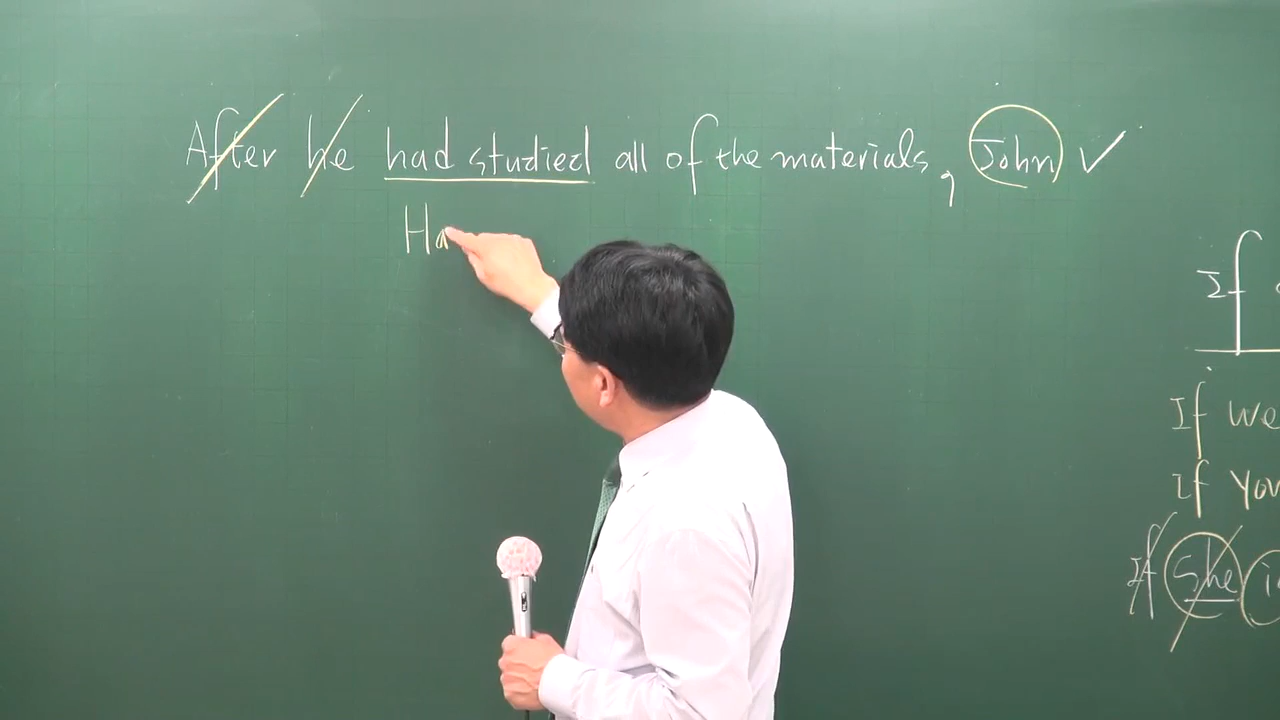 After he had studied all of the materials, John ✓
Ha
If
If we
If you
If She